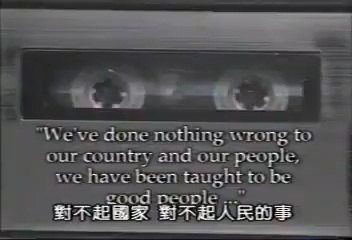 "We've done nothing wrong to
our country and our people,
we have been taught to be
good people ..."
對不起國家 對不起人民的事